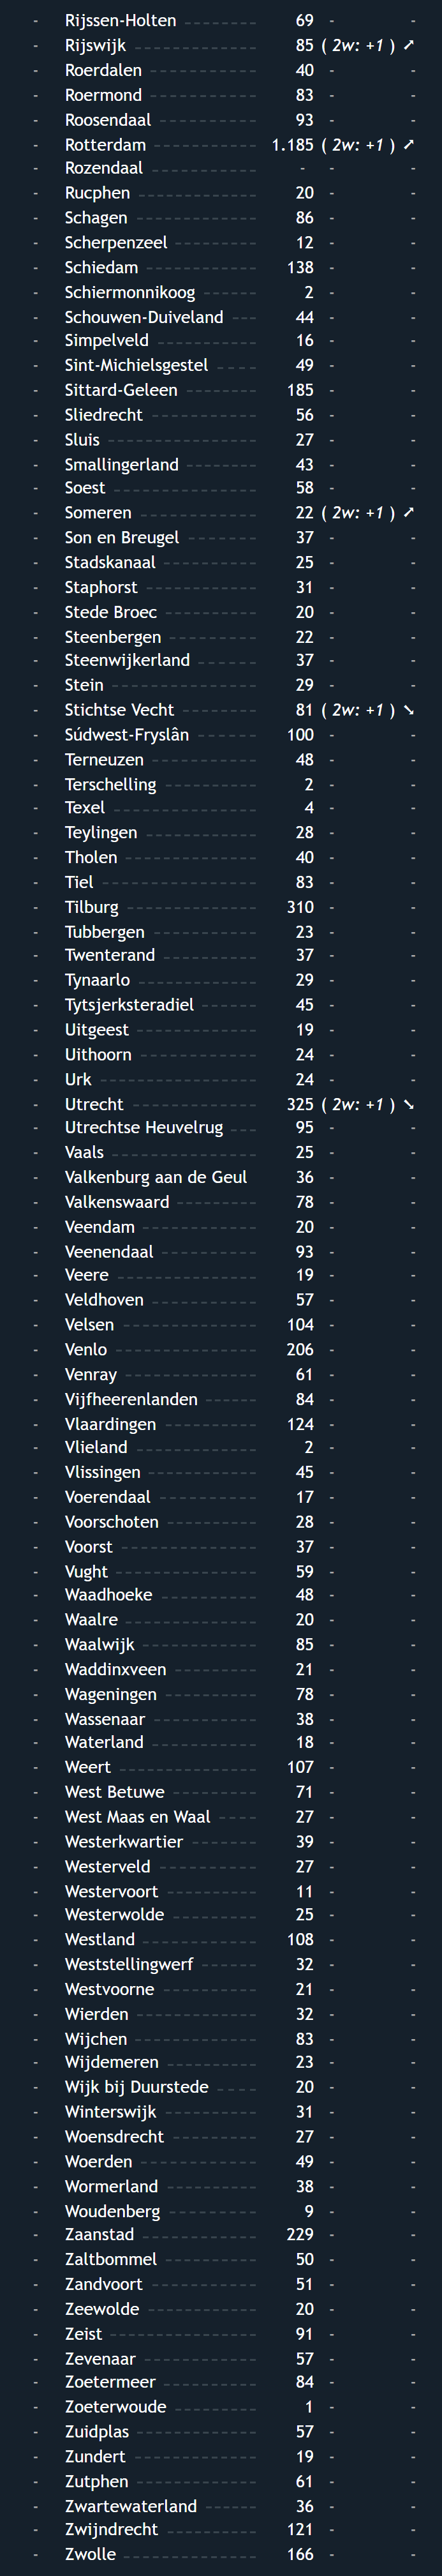 - Rijssen-Holten 69 - -
- Rijswijk 85 ( 2w: +1 ) ➚
- Roerdalen 40 - -
- Roermond 83 - -
- Roosendaal 93 - -
- Rotterdam 1.185 ( 2w: +1 ) ➚
- Rozendaal - - -
- Rucphen 20 - -
- Schagen 86 - -
- Scherpenzeel 12 - -
- Schiedam 138 - -
- Schiermonnikoog 2 - -
- Schouwen-Duiveland 44 - -
- Simpelveld 16 - -
- Sint-Michielsgestel 49 - -
- Sittard-Geleen 185 - -
- Sliedrecht 56 - -
- Sluis 27 - -
- Smallingerland 43 - -
- Soest 58 - -
- Someren 22 ( 2w: +1 ) ➚
- Son en Breugel 37 - -
- Stadskanaal 25 - -
- Staphorst 31 - -
- Stede Broec 20 - -
- Steenbergen 22 - -
- Steenwijkerland 37 - -
- Stein 29 - -
- Stichtse Vecht 81 ( 2w: +1 ) ➘
- Súdwest-Fryslân 100 - -
- Terneuzen 48 - -
- Terschelling 2 - -
- Texel 4 - -
- Teylingen 28 - -
- Tholen 40 - -
- Tiel 83 - -
- Tilburg 310 - -
- Tubbergen 23 - -
- Twenterand 37 - -
- Tynaarlo 29 - -
- Tytsjerksteradiel 45 - -
- Uitgeest 19 - -
- Uithoorn 24 - -
- Urk 24 - -
- Utrecht 325 ( 2w: +1 ) ➘
- Utrechtse Heuvelrug 95 - -
- Vaals 25 - -
- Valkenburg aan de Geul 36 - -
- Valkenswaard 78 - -
- Veendam 20 - -
- Veenendaal 93 - -
- Veere 19 - -
- Veldhoven 57 - -
- Velsen 104 - -
- Venlo 206 - -
- Venray 61 - -
- Vijfheerenlanden 84 - -
- Vlaardingen 124 - -
- Vlieland 2 - -
- Vlissingen 45 - -
- Voerendaal 17 - -
- Voorschoten 28 - -
- Voorst 37 - -
- Vught 59 - -
- Waadhoeke 48 - -
- Waalre 20 - -
- Waalwijk 85 - -
- Waddinxveen 21 - -
- Wageningen 78 - -
- Wassenaar 38 - -
- Waterland 18 - -
- Weert 107 - -
- West Betuwe 71 - -
- West Maas en Waal 27 - -
- Westerkwartier 39 - -
- Westerveld 27 - -
- Westervoort 11 - -
- Westerwolde 25 - -
- Westland 108 - -
- Weststellingwerf 32 - -
- Westvoorne 21 - -
- Wierden 32 - -
- Wijchen 83 - -
- Wijdemeren 23 - -
- Wijk bij Duurstede 20 - -
- Winterswijk 31 - -
- Woensdrecht 27 - -
- Woerden 49 - -
- Wormerland 38 - -
- Woudenberg 9 - -
- Zaanstad 229 - -
- Zaltbommel 50 - -
- Zandvoort 51 - -
- Zeewolde 20 - -
- Zeist 91 - -
- Zevenaar 57 - -
- Zoetermeer 84 - -
- Zoeterwoude 1 - -
- Zuidplas 57 - -
- Zundert 19 - -
- Zutphen 61 - -
- Zwartewaterland 36 - -
- Zwijndrecht 121 - -
- Zwolle 166 - -